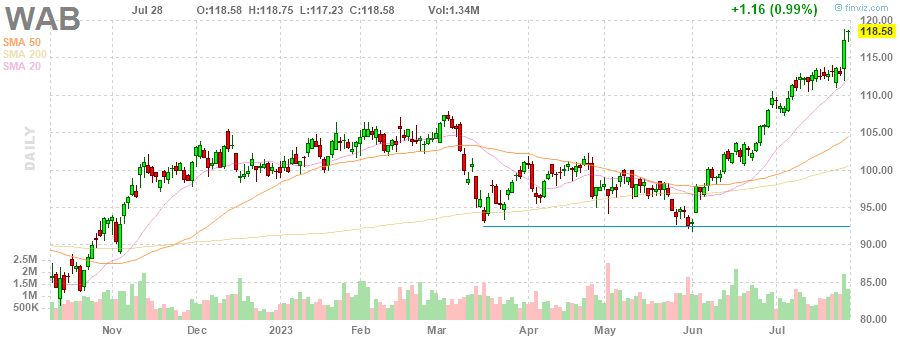 WAB Jul 28 O:118.58 H:118.75 L:117.23 C:118.58 Vol:1.34M +1.16 (0.99%) © finviz.com
SMA 50
SMA 200
SMA 20
DAILY
120.00
118.58
115.00
110.00
105.00
100.00
95.00
90.00
85.00
80.00
2.5M
2M
1.5M
1M
500K
Nov Dec 2023 Feb Mar Apr May Jun Jul